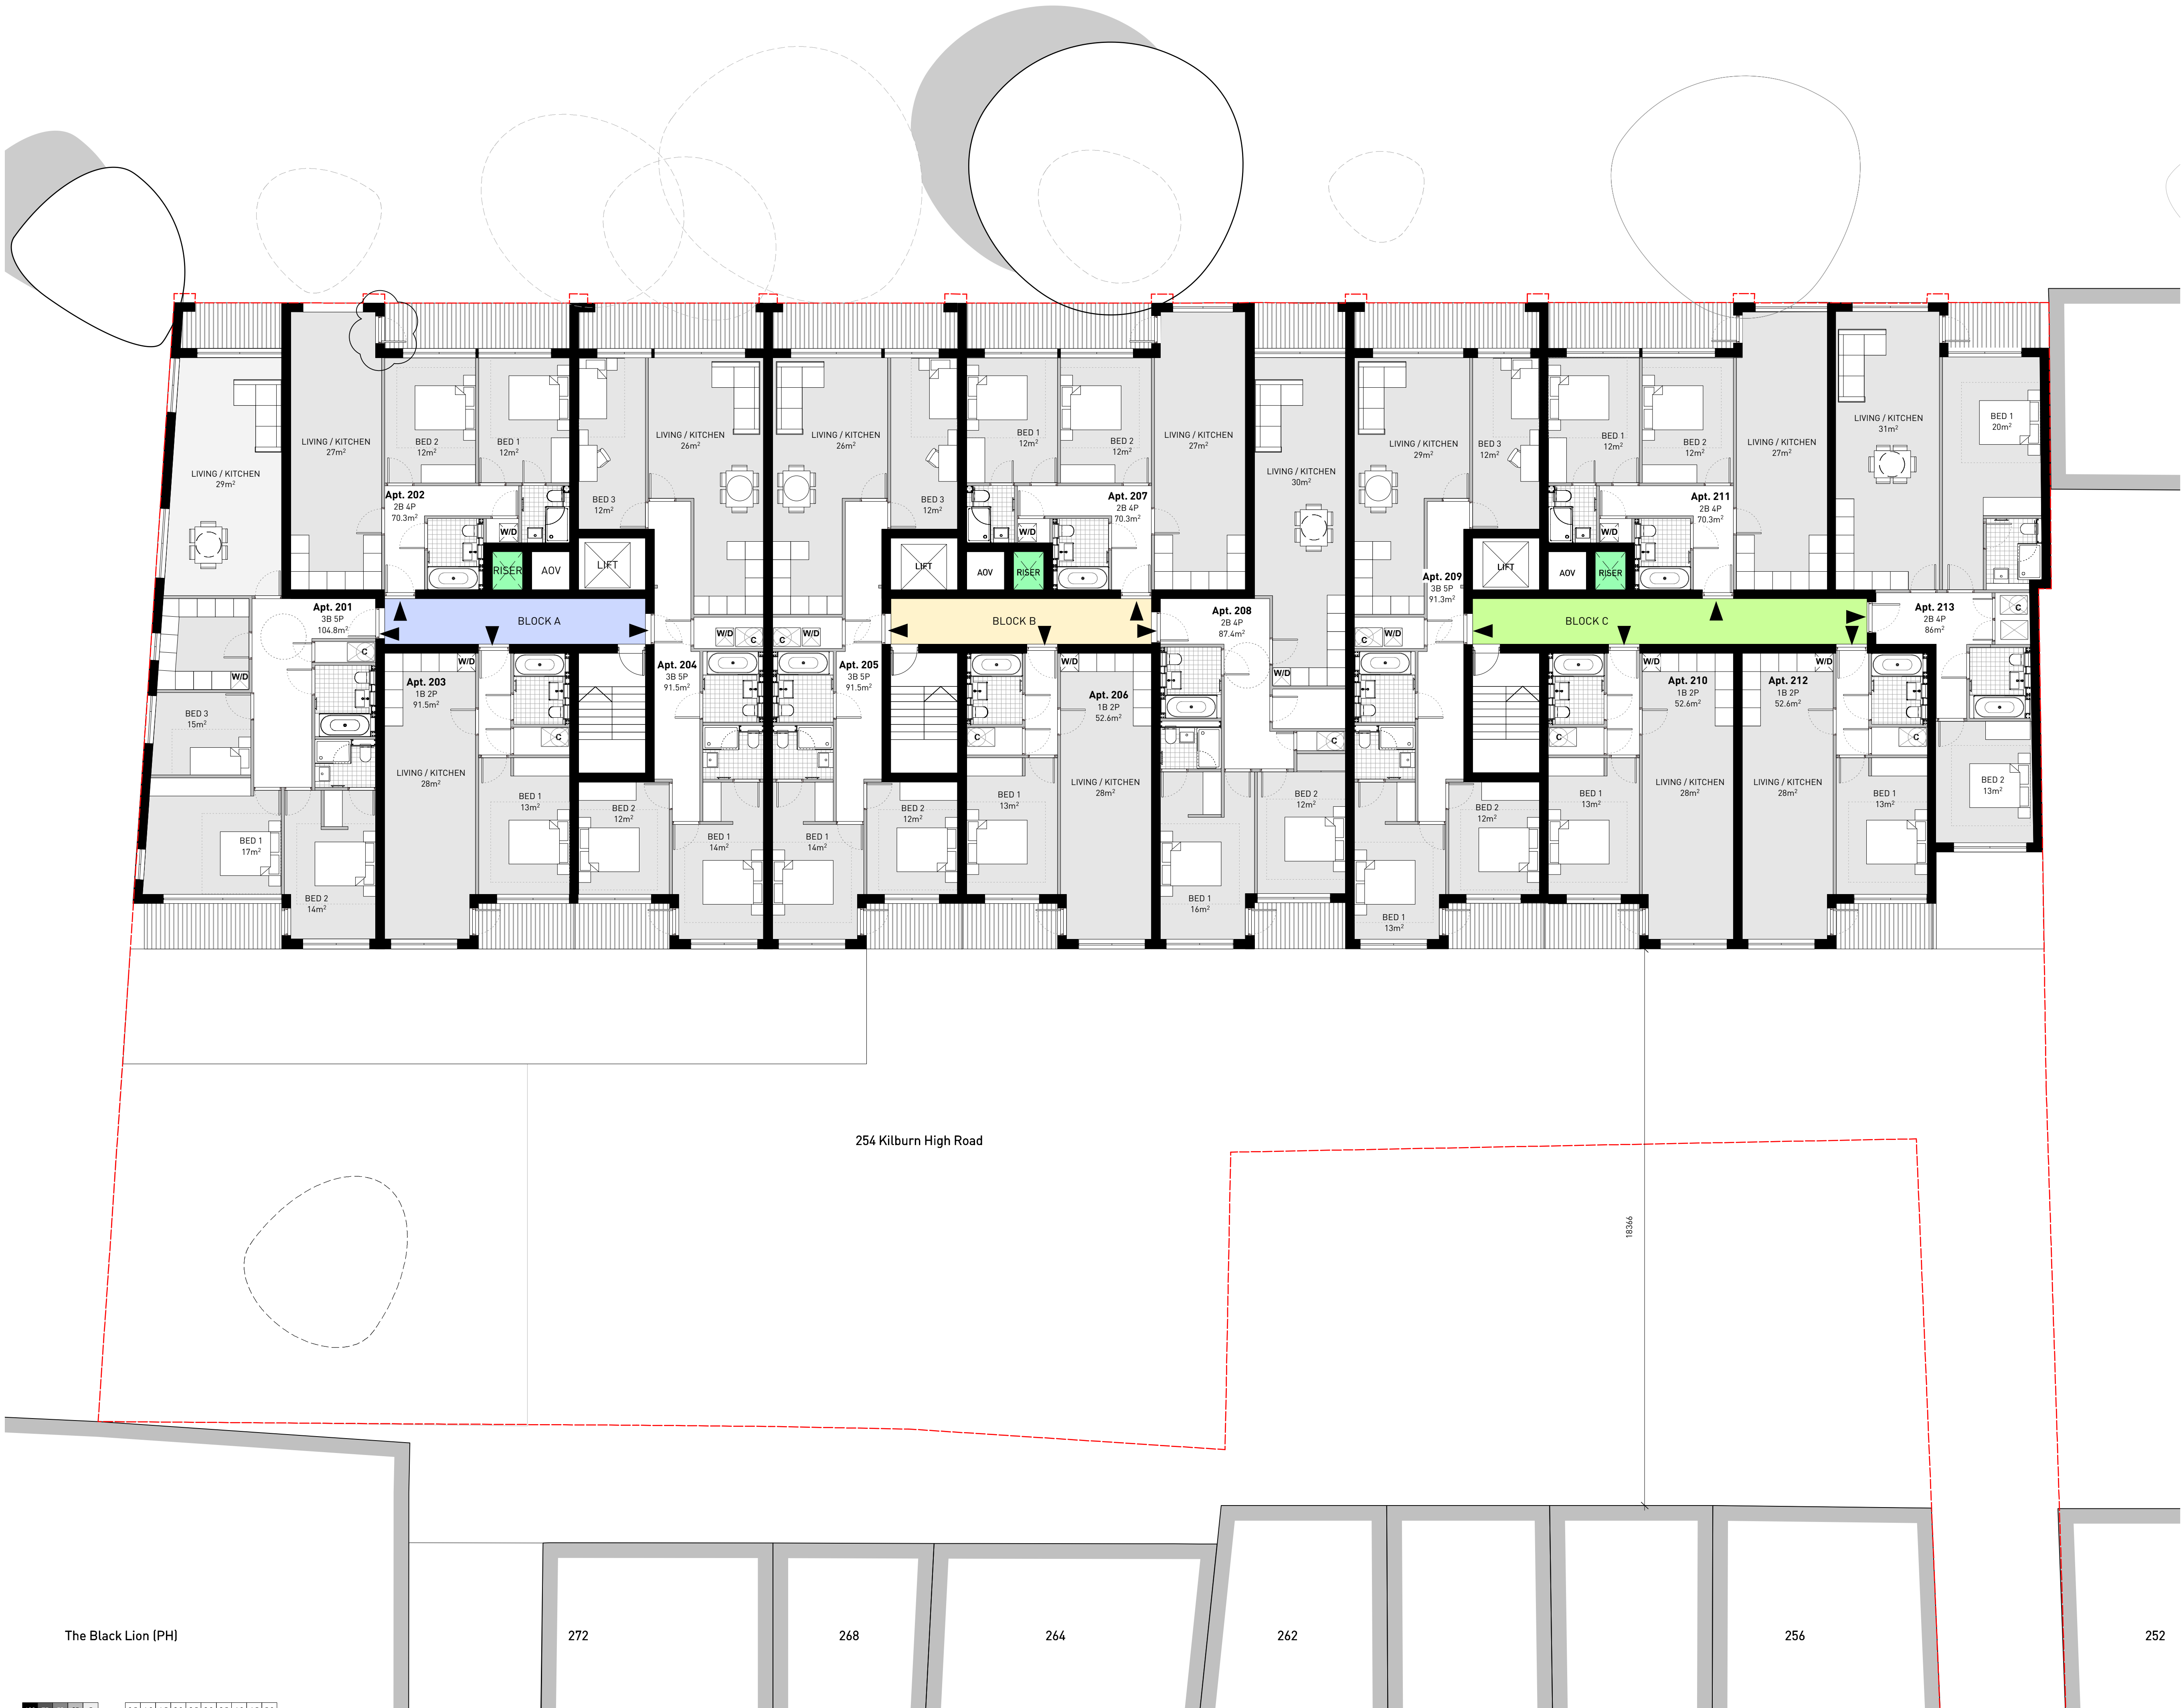 LIVING / KITCHEN
29m²
LIVING / KITCHEN
27m²
BED 2
12m²
BED 1
12m²
Apt. 202
2B 4P
70.3m²
W/D
RISER
AOV
LIFT
BED 3
12m²
LIVING / KITCHEN
26m²
LIVING / KITCHEN
26m²
BED 3
12m²
LIFT
AOV
RISER
W/D
BED 1
12m²
BED 2
12m²
Apt. 207
2B 4P
70.3m²
LIVING / KITCHEN
27m²
LIVING / KITCHEN
30m²
W/D
LIVING / KITCHEN
29m²
BED 3
12m²
Apt. 209
3B 5P
91.3m²
LIFT
AOV
RISER
W/D
BED 1
12m²
BED 2
12m²
Apt. 211
2B 4P
70.3m²
LIVING / KITCHEN
27m²
LIVING / KITCHEN
31m²
BED 1
20m²
Apt. 201
3B 5P
104.8m²
C
W/D
BED 3
15m²
BED 1
17m²
BED 2
14m²
BLOCK A
W/D
Apt. 203
1B 2P
91.5m²
LIVING / KITCHEN
28m²
C
BED 1
13m²
BED 2
12m²
Apt. 204
3B 5P
91.5m²
W/D
C
BED 1
14m²
C
W/D
Apt. 205
3B 5P
91.5m²
BED 1
14m²
BED 2
12m²
BLOCK B
C
BED 1
13m²
W/D
Apt. 206
1B 2P
52.6m²
LIVING / KITCHEN
28m²
Apt. 208
2B 4P
87.4m²
C
BED 1
16m²
BED 2
12m²
C
W/D
BED 1
13m²
BED 2
12m²
BLOCK C
C
BED 1
13m²
W/D
Apt. 210
1B 2P
52.6m²
LIVING / KITCHEN
28m²
Apt. 212
1B 2P
52.6m²
W/D
LIVING / KITCHEN
28m²
C
BED 1
13m²
Apt. 213
2B 4P
86m²
C
BED 2
13m²
254 Kilburn High Road
18366
The Black Lion (PH)
272
268
264
262
256
252